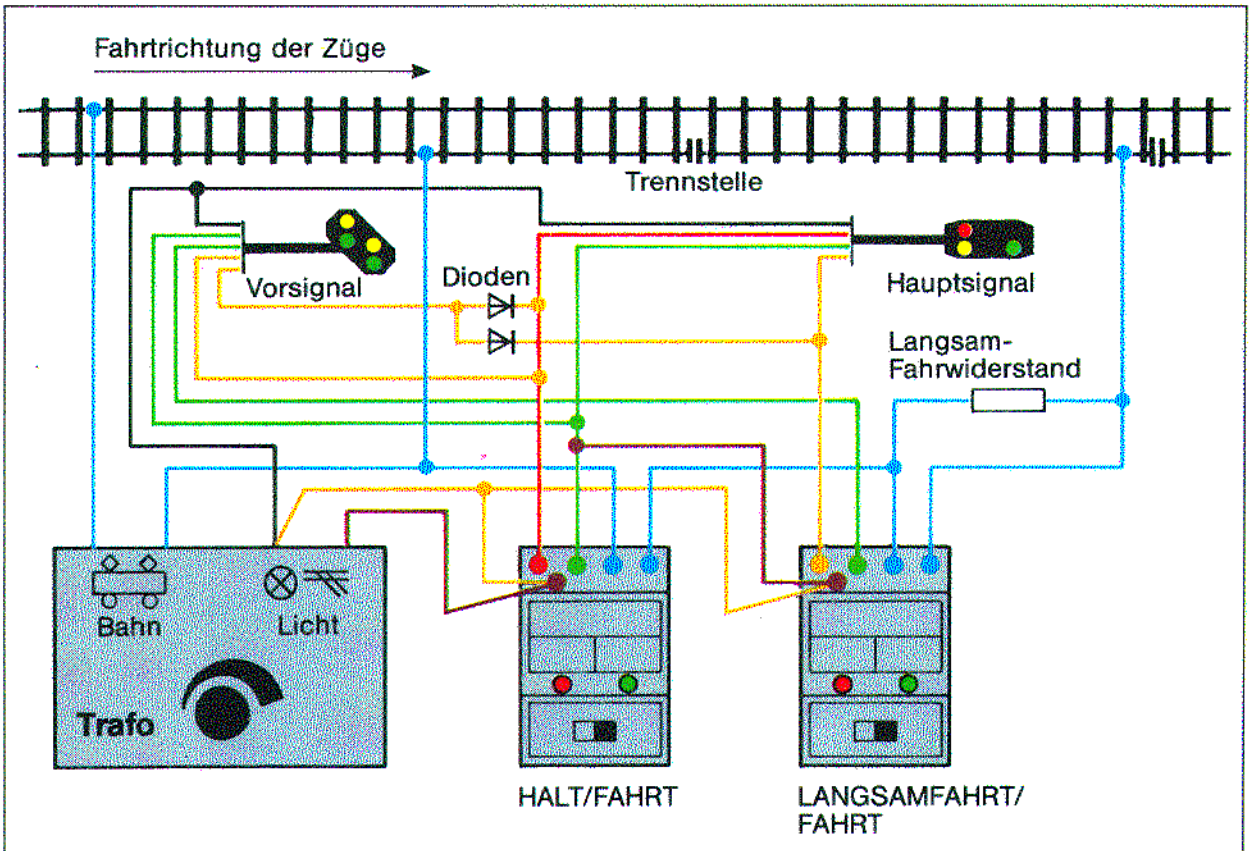 Fahrtrichtung der Züge
Trennstelle
Vorsignal
Dioden
Hauptsignal
Langsam-
Fahrwiderstand
Bahn
Licht
Trafo
HALT/FAHRT
LANGSAMFAHRT/
FAHRT